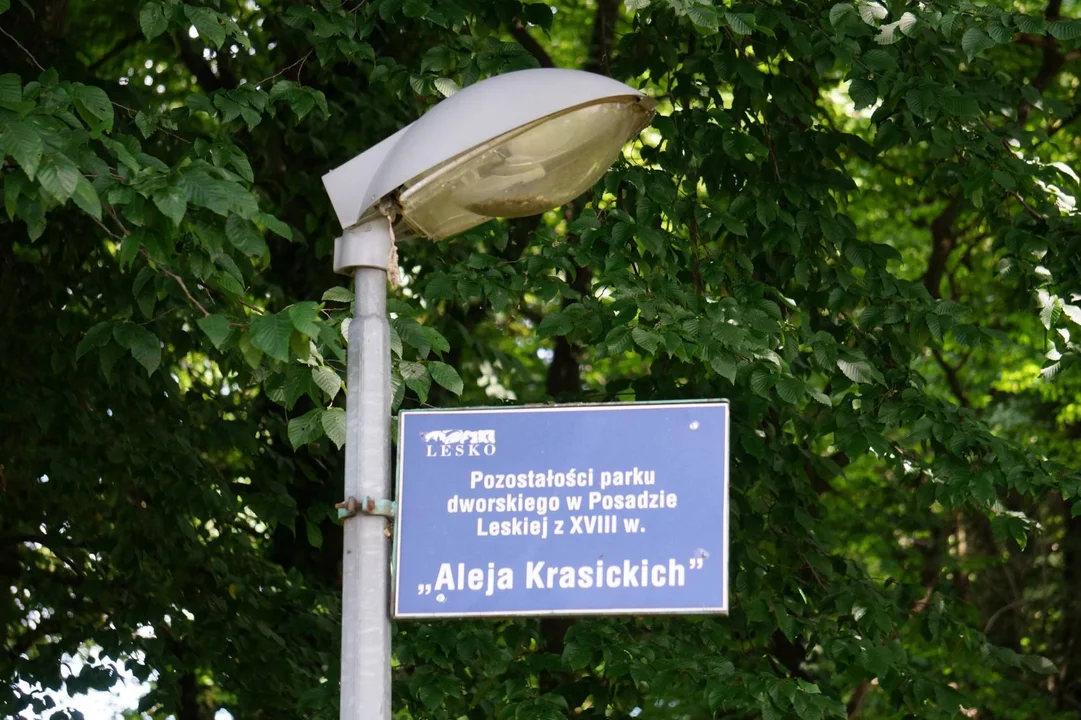 LESKO
Pozostałości parku
dworskiego w Posadzie
Leskiej z XVIII w.
„Aleja Krasickich”